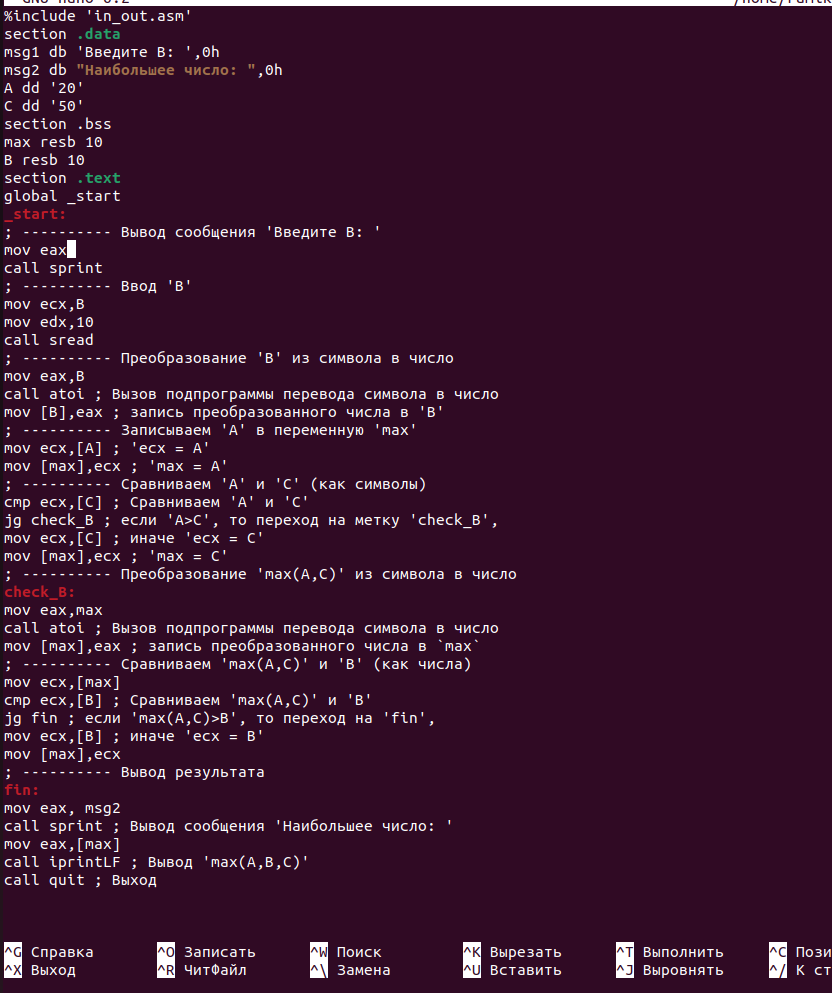 %include 'in_out.asm'
section .data
msg1 db 'Введите B: ',0h
msg2 db "Наибольшее число: ",0h
A dd '20'
C dd '50'
section .bss
max resb 10
B resb 10
section .text
global _start
_start:
; ---------- Вывод сообщения 'Введите B: '
mov eax
call sprint
; ---------- Ввод 'B'
mov ecx,B
mov edx,10
call sread
; ---------- Преобразование 'B' из символа в число
mov eax,B
call atoi ; Вызов подпрограммы перевода символа в число
mov [B],eax ; запись преобразованного числа в 'B'
; ---------- Записываем 'A' в переменную 'max'
mov ecx,[A] ; 'ecx = A'
mov [max],ecx ; 'max = A'
; ---------- Сравниваем 'A' и 'С' (как символы)
cmp ecx,[C] ; Сравниваем 'A' и 'С'
jg check_B ; если 'A>C', то переход на метку 'check_B',
mov ecx,[C] ; иначе 'ecx = C'
mov [max],ecx ; 'max = C'
; ---------- Преобразование 'max(A,C)' из символа в число
check_B:
mov eax,max
call atoi ; Вызов подпрограммы перевода символа в число
mov [max],eax ; запись преобразованного числа в `max`
; ---------- Сравниваем 'max(A,C)' и 'B' (как числа)
mov ecx,[max]
cmp ecx,[B] ; Сравниваем 'max(A,C)' и 'B'
jg fin ; если 'max(A,C)>B', то переход на 'fin',
mov ecx,[B] ; иначе 'ecx = B'
mov [max],ecx
; ---------- Вывод результата
fin:
mov eax, msg2
call sprint ; Вывод сообщения 'Наибольшее число: '
mov eax,[max]
call iprintLF ; Вывод 'max(A,B,C)'
call quit ; Выход
^G Справка ^O Записать ^W Поиск ^K Вырезать ^T Выполнить ^C Пози
^X Выход ^R ЧитФайл ^\ Замена ^U Вставить ^J Выровнять ^/ К ст